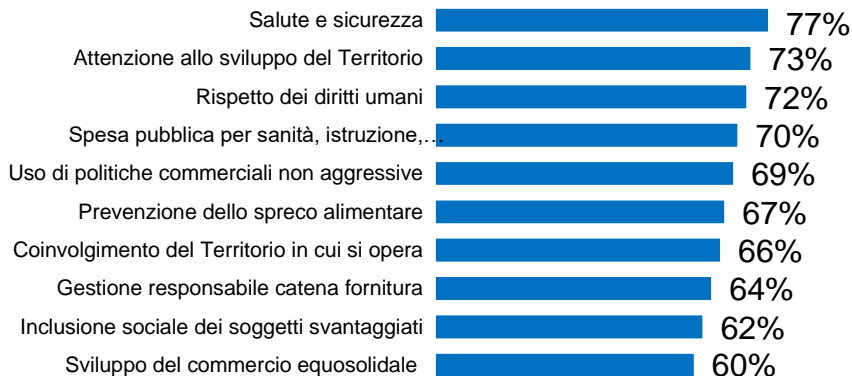 Salute e sicurezza 77%
Attenzione allo sviluppo del Territorio 73%
Rispetto dei diritti umani 72%
Spesa pubblica per sanità, istruzione,… 70%
Uso di politiche commerciali non aggressive 69%
Prevenzione dello spreco alimentare 67%
Coinvolgimento del Territorio in cui si opera 66%
Gestione responsabile catena fornitura 64%
Inclusione sociale dei soggetti svantaggiati 62%
Sviluppo del commercio equosolidale 60%